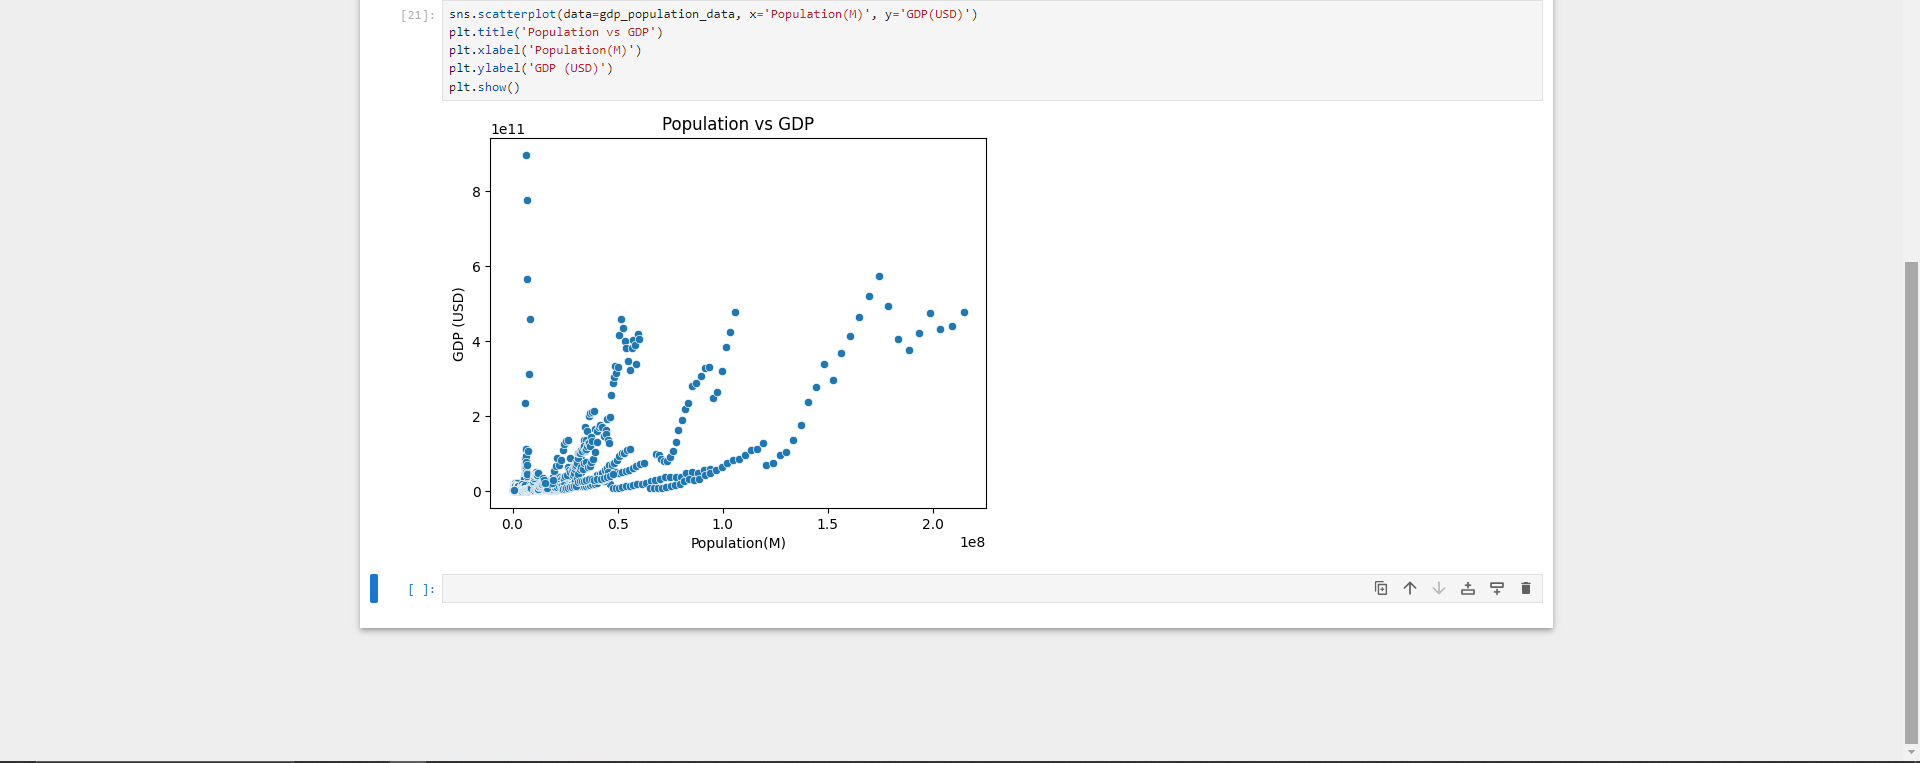 [21]: sns.scatterplot(data=gdp_population_data, x='Population(M)', y='GDP(USD)')
plt.title('Population vs GDP')
plt.xlabel('Population(M)')
plt.ylabel('GDP (USD)')
plt.show()
Population vs GDP
1e11
8
6
4
2
0
GDP (USD)
0.0 0.5 1.0 1.5 2.0
Population(M)
1e8
[ ]: